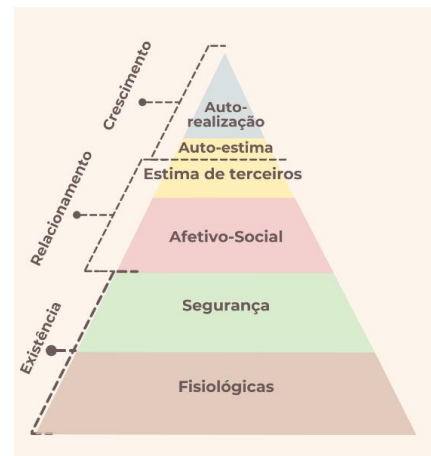 Crescimento
Auto-
realização
Auto-estima
Estima de terceiros
Relacionamento
Afetivo-Social
Segurança
Existência
Fisiológicas